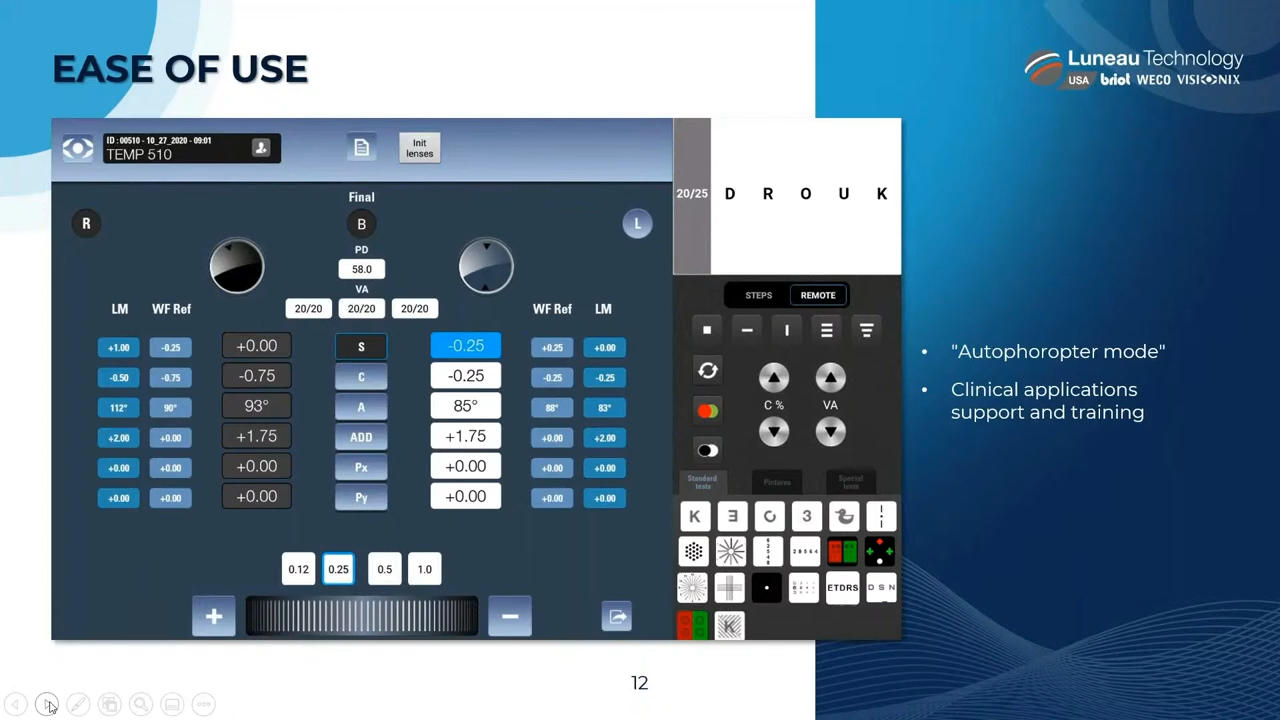 EASE OF USE
Luneau Technology
USA briot WECO VISIONIX
ID : 00510 - 10_27_2020 - 09:01
TEMP 510
Init
lenses
Final
R
B
L
PD
58.0
VA
20/20 20/20 20/20
LM WF Ref WF Ref LM
+1.00 -0.25 +0.00 S -0.25 +0.25 +0.00
-0.50 -0.75 -0.75 C -0.25 -0.25 -0.25
112° 90° 93° A 85° 88° 83°
+2.00 +0.00 +1.75 ADD +1.75 +0.00 +2.00
+0.00 +0.00 +0.00 Px +0.00 +0.00 +0.00
+0.00 +0.00 +0.00 Py +0.00 +0.00 +0.00
0.12 0.25 0.5 1.0
+ −
20/25 D R O U K
STEPS REMOTE
C % VA
Standard
tests
Pictures
Special
tests
K 3
ETDRS D S N
K
• "Autophoropter mode"
• Clinical applications
support and training
12